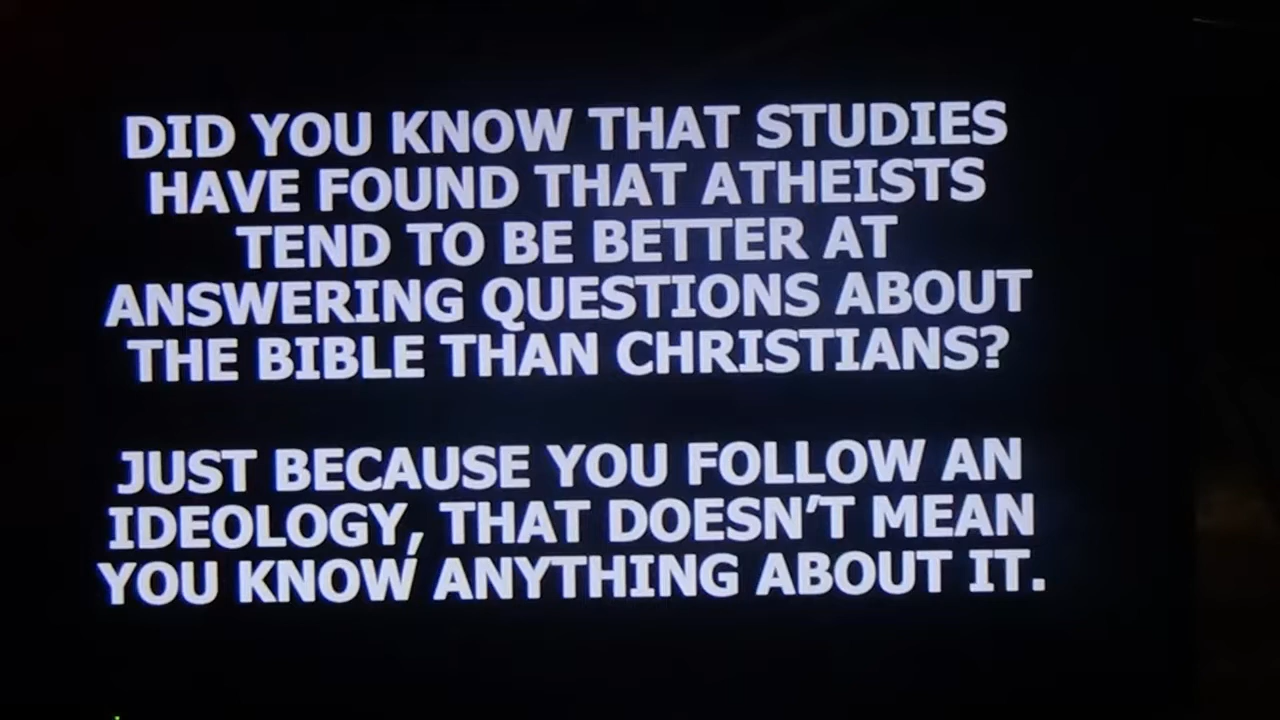 DID YOU KNOW THAT STUDIES
HAVE FOUND THAT ATHEISTS
TEND TO BE BETTER AT
ANSWERING QUESTIONS ABOUT
THE BIBLE THAN CHRISTIANS?
JUST BECAUSE YOU FOLLOW AN
IDEOLOGY, THAT DOESN’T MEAN
YOU KNOW ANYTHING ABOUT IT.